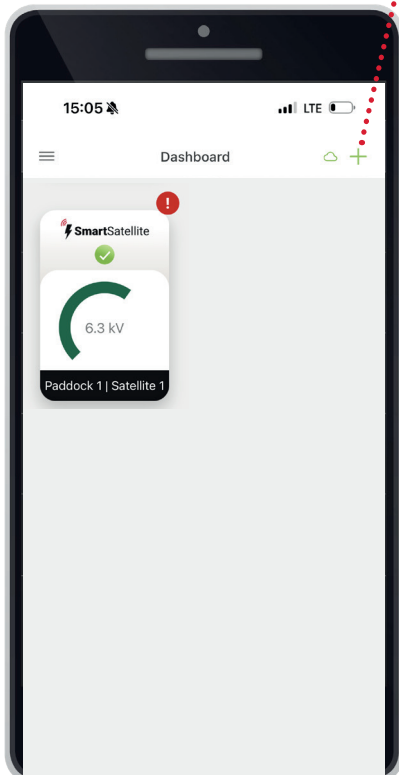 15:05 LTE
Dashboard
SmartSatellite
!
6.3 kV
Paddock 1 | Satellite 1